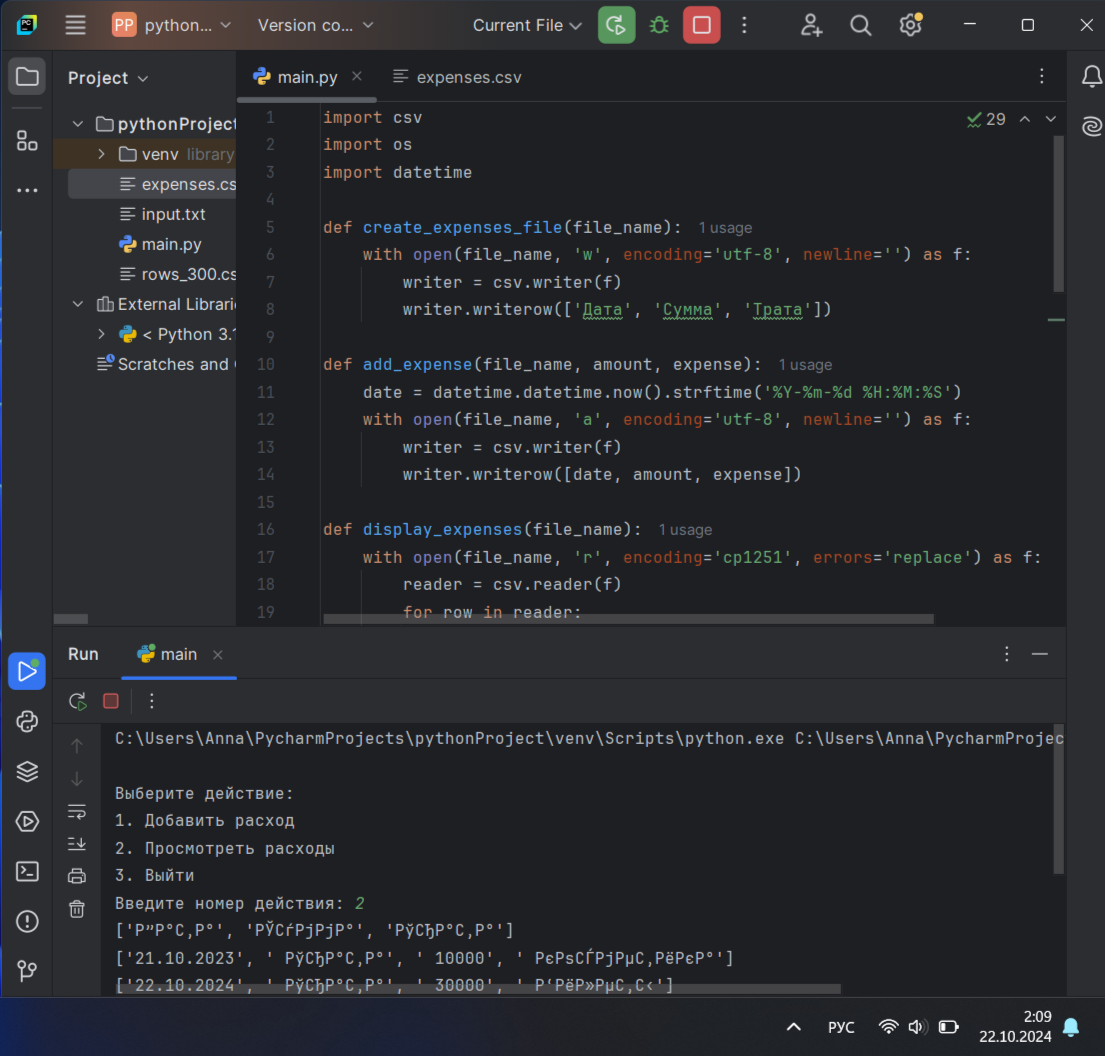 PP python... Version co... Current File
Project
main.py
expenses.csv
pythonProject
venv library
expenses.cs
input.txt
main.py
rows_300.cs
External Librari
< Python 3.1
Scratches and
29
1 import csv
2 import os
3 import datetime
4
5 def create_expenses_file(file_name): 1 usage
6 with open(file_name, 'w', encoding='utf-8', newline='') as f:
7 writer = csv.writer(f)
8 writer.writerow(['Дата', 'Сумма', 'Трата'])
9
10 def add_expense(file_name, amount, expense): 1 usage
11 date = datetime.datetime.now().strftime('%Y-%m-%d %H:%M:%S')
12 with open(file_name, 'a', encoding='utf-8', newline='') as f:
13 writer = csv.writer(f)
14 writer.writerow([date, amount, expense])
15
16 def display_expenses(file_name): 1 usage
17 with open(file_name, 'r', encoding='cp1251', errors='replace') as f:
18 reader = csv.reader(f)
19 for row in reader:
Run main
C:\Users\Anna\PycharmProjects\pythonProject\venv\Scripts\python.exe C:\Users\Anna\PycharmProjec
Выберите действие:
1. Добавить расход
2. Просмотреть расходы
3. Выйти
Введите номер действия: 2
['Р”Р°С‚Р°', 'РЎСѓРјРјР°', 'РўСЂР°С‚Р°']
['21.10.2023', ' РўСЂР°С‚Р°', ' 10000', ' РєРѕСЃРјРµС‚РёРєР°']
['22.10.2024', ' РўСЂР°С‚Р°', ' 30000', ' Р‘РёР»РµС‚С‹']
РУС
2:09
22.10.2024